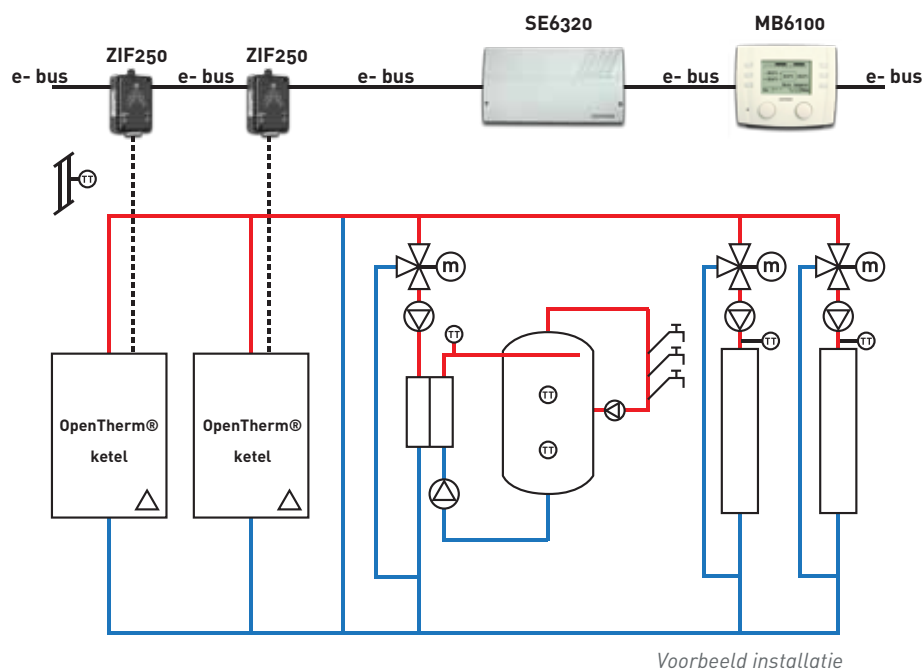 ZIF250
ZIF250
SE6320
MB6100
e- bus
e- bus
e- bus
e- bus
e- bus
TT
m
m
m
TT
TT
TT
TT
TT
OpenTherm®
ketel
OpenTherm®
ketel
Voorbeeld installatie